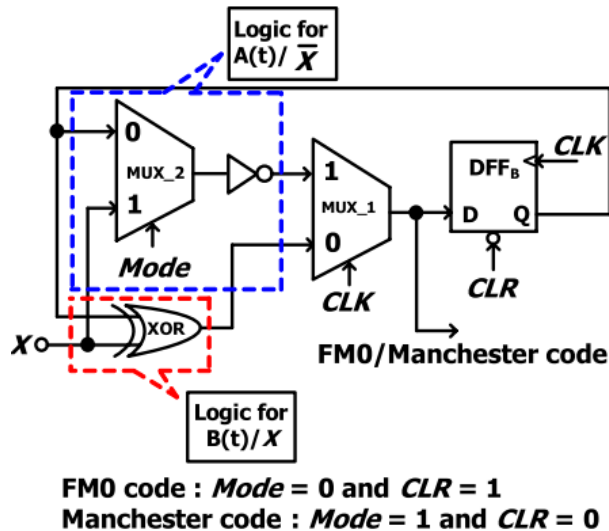 Logic for
A(t)/ X̅
0
MUX_2
1
Mode
1
MUX_1
0
CLK
DFFB
CLK
D Q
CLR
X
XOR
FM0/Manchester code
Logic for
B(t)/X
FM0 code : Mode = 0 and CLR = 1
Manchester code : Mode = 1 and CLR = 0